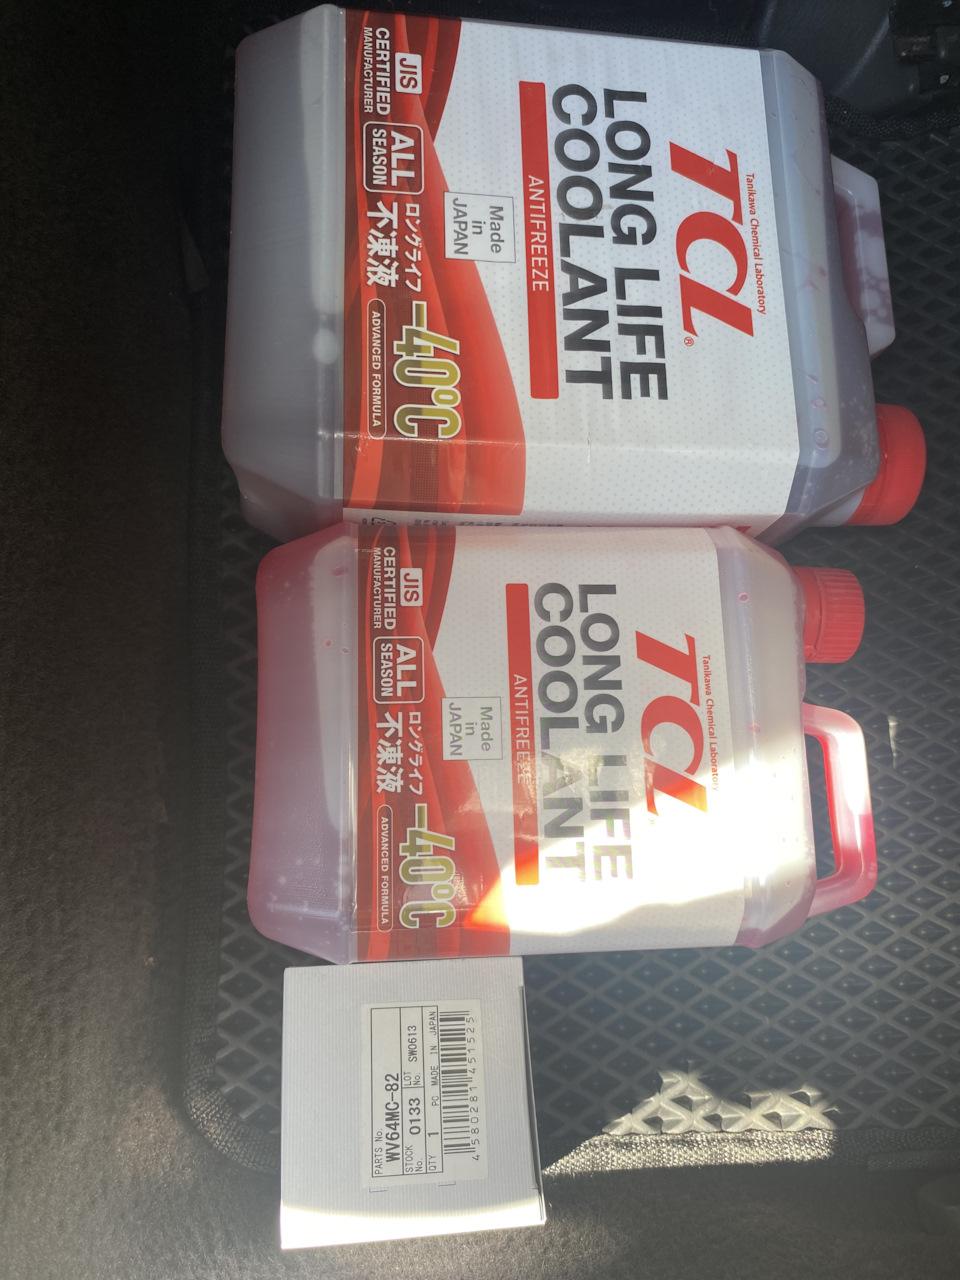 Tanikawa Chemical Laboratory
TCL®
LONG LIFE
COOLANT
ANTIFREEZE
Made
in
JAPAN
JIS
CERTIFIED
MANUFACTURER
ALL
SEASON
ロングライフ
不凍液
-40°C
ADVANCED FORMULA
Tanikawa Chemical Laboratory
TCL
LONG LIFE
COOLANT
ANTIFREEZE
Made
in
JAPAN
JIS
CERTIFIED
MANUFACTURER
ALL
SEASON
ロングライフ
不凍液
-40°C
ADVANCED FORMULA
PARTS No.
WV64MC-82
STOCK No. 0133 LOT No. SW0613
QTY 1 PC MADE IN JAPAN
4580281451525